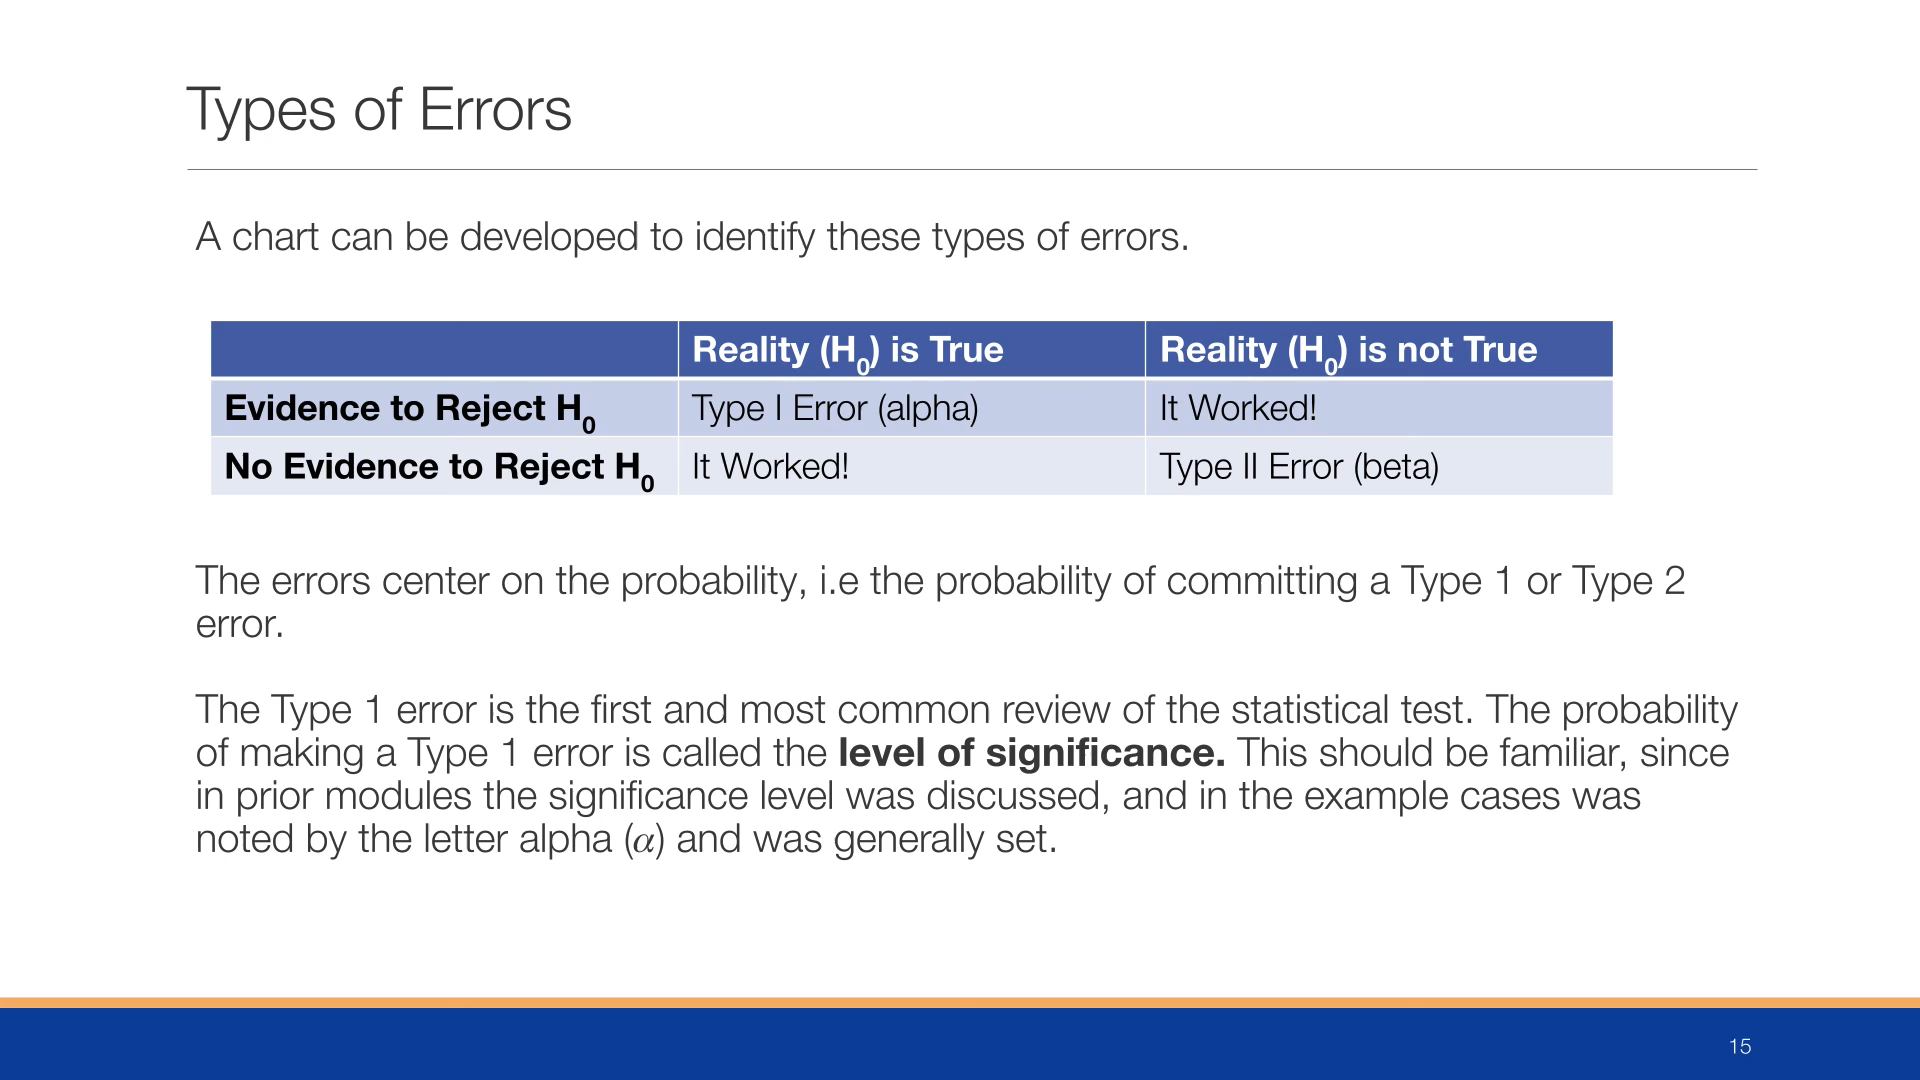 Types of Errors
A chart can be developed to identify these types of errors.
Reality (H0) is True Reality (H0) is not True
Evidence to Reject H0 Type I Error (alpha) It Worked!
No Evidence to Reject H0 It Worked! Type II Error (beta)
The errors center on the probability, i.e the probability of committing a Type 1 or Type 2
error.
The Type 1 error is the first and most common review of the statistical test. The probability
of making a Type 1 error is called the level of significance. This should be familiar, since
in prior modules the significance level was discussed, and in the example cases was
noted by the letter alpha (α) and was generally set.
15